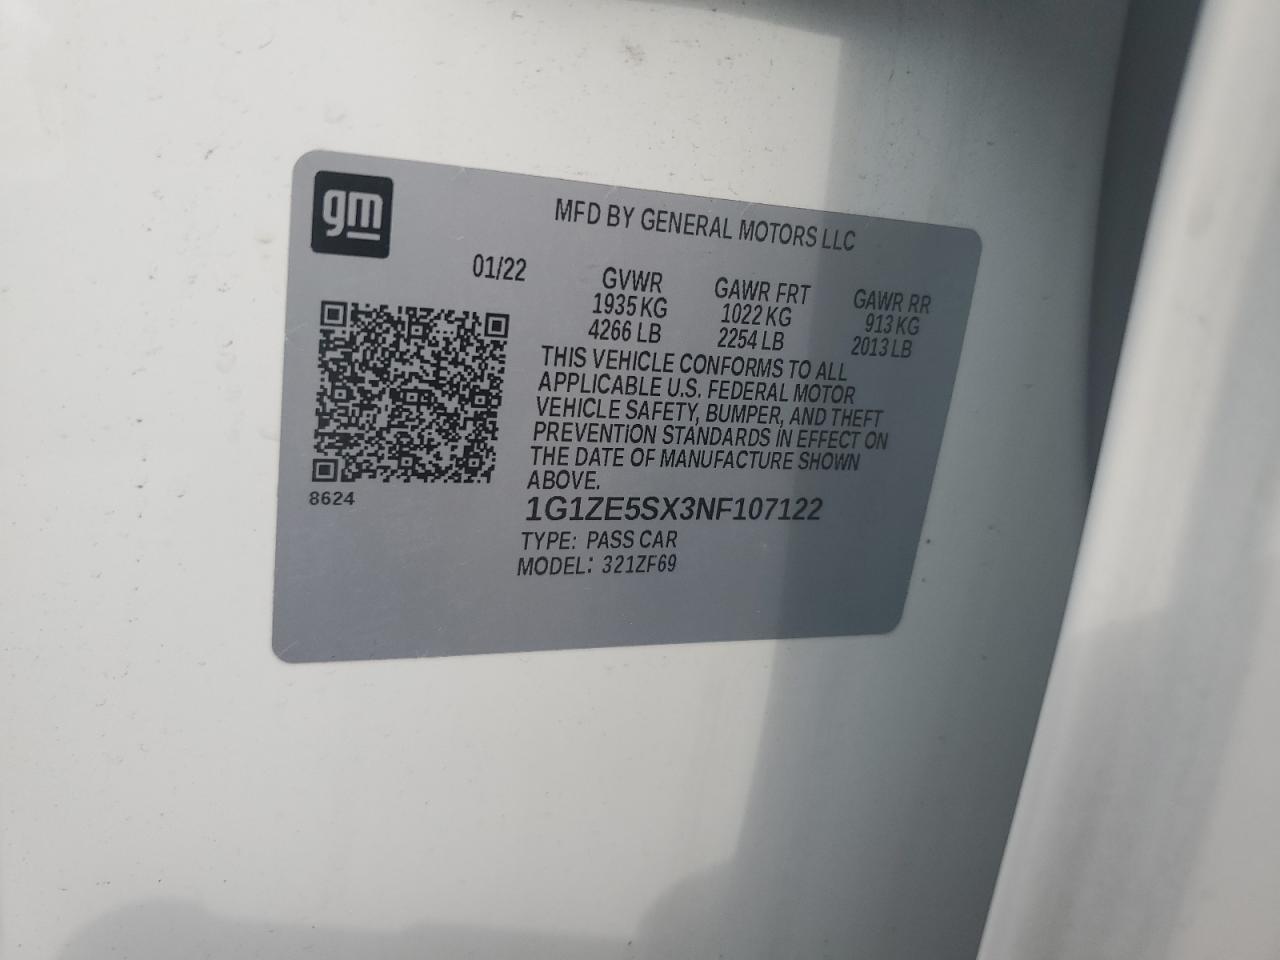 gm
MFD BY GENERAL MOTORS LLC
01/22
GVWR
1935 KG
4266 LB
GAWR FRT
1022 KG
2254 LB
GAWR RR
913 KG
2013 LB
THIS VEHICLE CONFORMS TO ALL
APPLICABLE U.S. FEDERAL MOTOR
VEHICLE SAFETY, BUMPER, AND THEFT
PREVENTION STANDARDS IN EFFECT ON
THE DATE OF MANUFACTURE SHOWN
ABOVE.
8624
1G1ZE5SX3NF107122
TYPE: PASS CAR
MODEL: 321ZF69